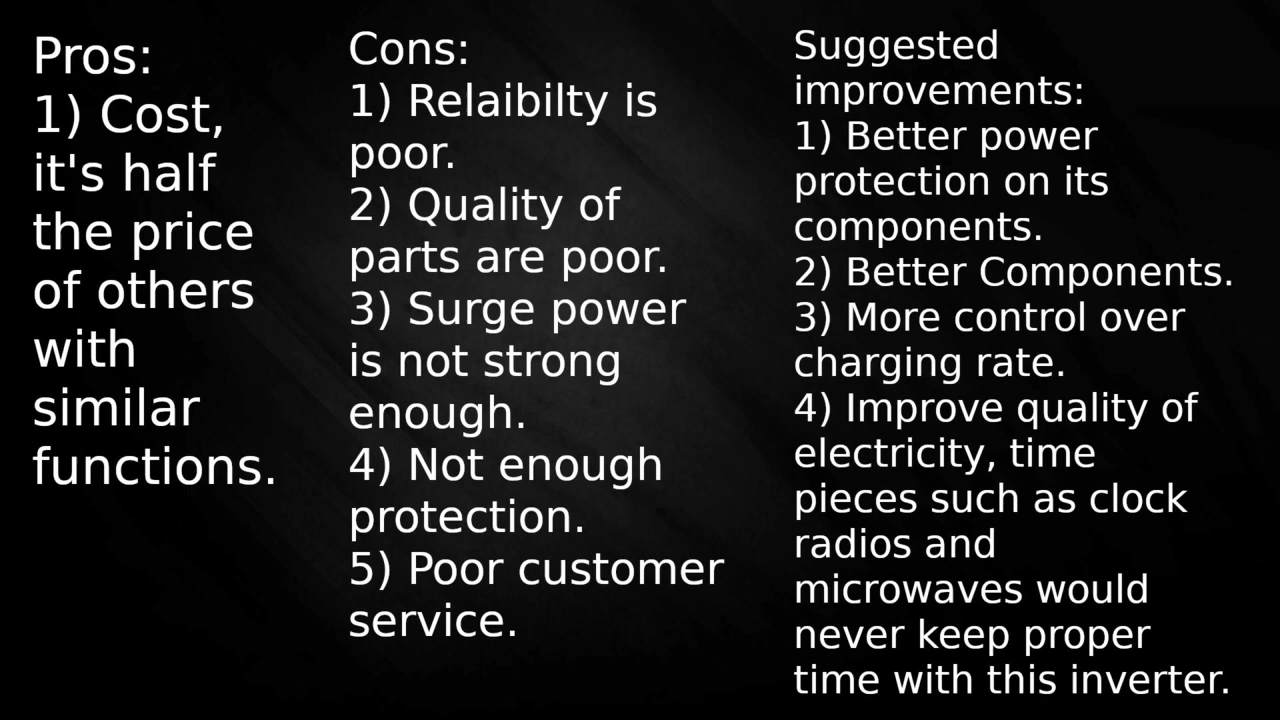 Pros:
1) Cost,
it's half
the price
of others
with
similar
functions.
Cons:
1) Relaibilty is
poor.
2) Quality of
parts are poor.
3) Surge power
is not strong
enough.
4) Not enough
protection.
5) Poor customer
service.
Suggested
improvements:
1) Better power
protection on its
components.
2) Better Components.
3) More control over
charging rate.
4) Improve quality of
electricity, time
pieces such as clock
radios and
microwaves would
never keep proper
time with this inverter.